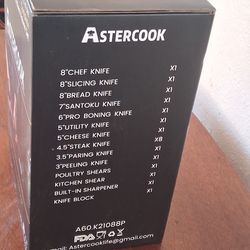 ASTERCOOK
8"CHEF KNIFE X1
8"SLICING KNIFE X1
8"BREAD KNIFE X1
7"SANTOKU KNIFE X1
6"PRO BONING KNIFE X1
5"UTILITY KNIFE X1
5"CHEESE KNIFE X1
4.5"STEAK KNIFE X8
3.5"PARING KNIFE X1
3"PEELING KNIFE X1
POULTRY SHEARS X1
KITCHEN SHEAR X1
BUILT-IN SHARPENER X1
KNIFE BLOCK X1
A60.K21088P
FDA
mail: Astercooklife@gmail.com